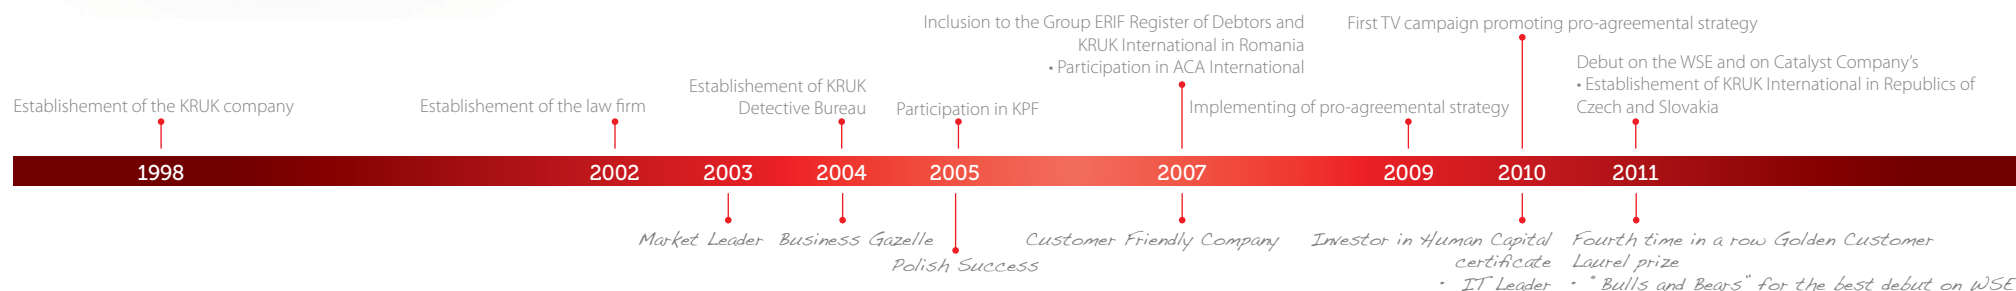 Establishement of the KRUK company
Establishement of the law firm
Establishement of KRUK
Detective Bureau
Participation in KPF
Inclusion to the Group ERIF Register of Debtors and
KRUK International in Romania
• Participation in ACA International
Implementing of pro-agreemental strategy
First TV campaign promoting pro-agreemental strategy
Debut on the WSE and on Catalyst Company's
• Establishement of KRUK International in Republics of
Czech and Slovakia
1998 2002 2003 2004 2005 2007 2009 2010 2011
Market Leader
Business Gazelle
Polish Success
Customer Friendly Company
Investor in Human Capital
certificate
• IT Leader
Fourth time in a row Golden Customer
Laurel prize
• "Bulls and Bears" for the best debut on WSE